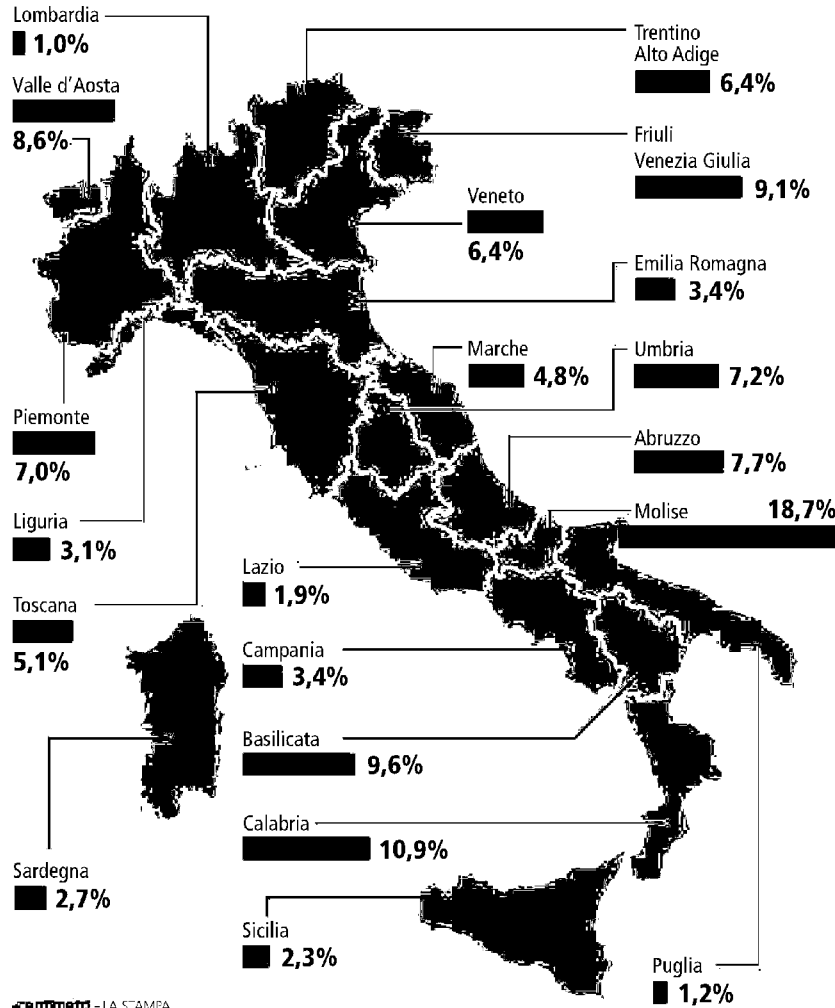 Lombardia
1,0%
Valle d'Aosta
8,6%
Trentino
Alto Adige
6,4%
Friuli
Venezia Giulia
9,1%
Veneto
6,4%
Emilia Romagna
3,4%
Marche
4,8%
Umbria
7,2%
Piemonte
7,0%
Abruzzo
7,7%
Liguria
3,1%
Molise
18,7%
Lazio
1,9%
Toscana
5,1%
Campania
3,4%
Basilicata
9,6%
Calabria
10,9%
Sardegna
2,7%
Sicilia
2,3%
Puglia
1,2%
- LA STAMPA